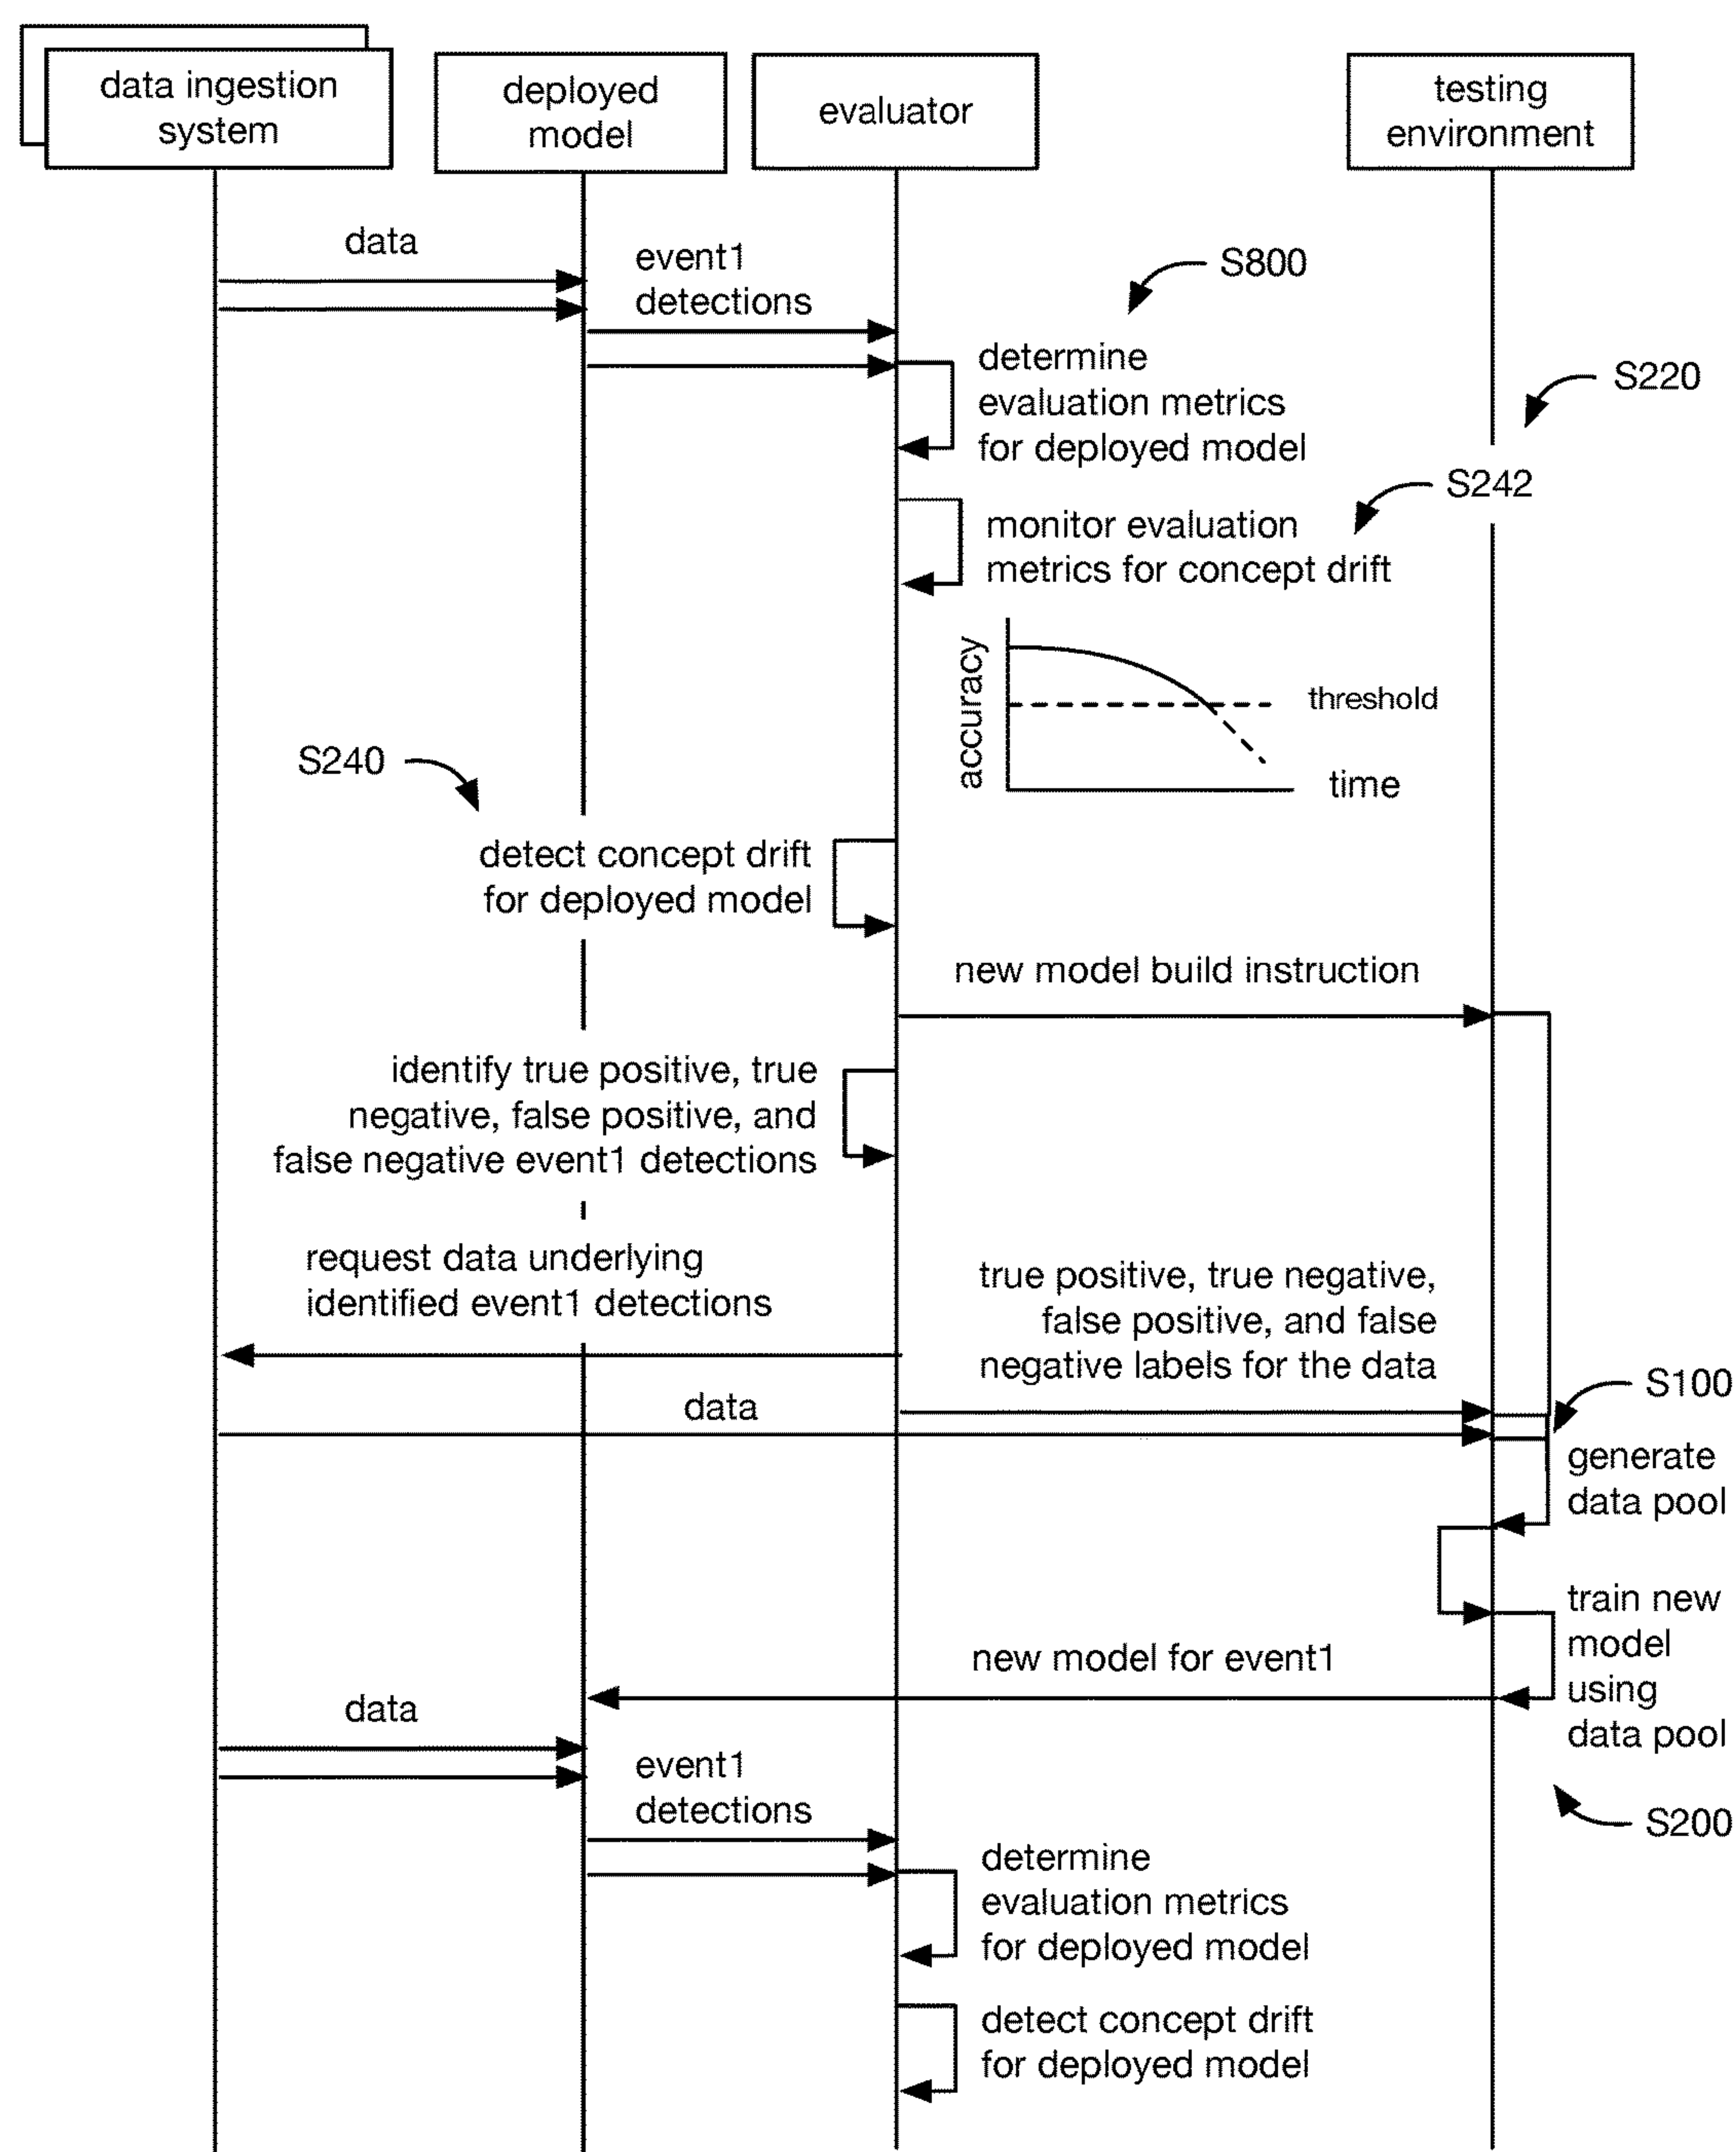 data ingestion
system
deployed
model
evaluator
testing
environment
data
event1
detections
S800
determine
evaluation metrics
for deployed model
S220
S242
monitor evaluation
metrics for concept drift
accuracy
threshold
time
S240
detect concept drift
for deployed model
new model build instruction
identify true positive, true
negative, false positive, and
false negative event1 detections
request data underlying
identified event1 detections
true positive, true negative,
false positive, and false
negative labels for the data
data
S100
generate
data pool
train new
model
using
data pool
new model for event1
data
event1
detections
S200
determine
evaluation metrics
for deployed model
detect concept drift
for deployed model